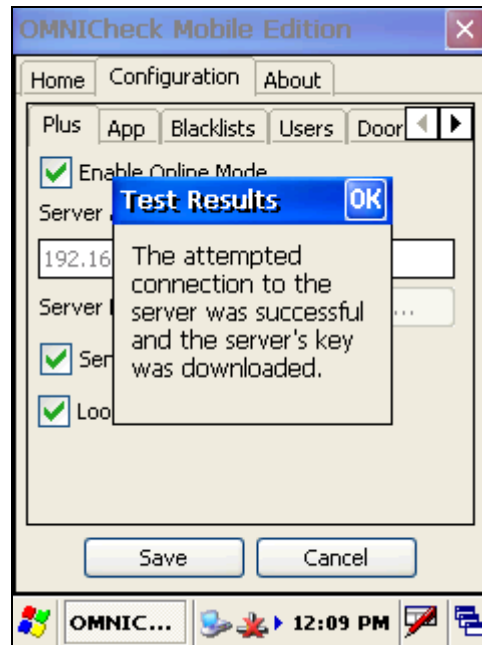 OMNICheck Mobile Edition
Home Configuration About
Plus App Blacklists Users Door
Enable Online Mode
Server
Test Results OK
192.16
The attempted
connection to the
server was successful
and the server's key
was downloaded.
Server
...
Save Cancel
OMNIC... 12:09 PM